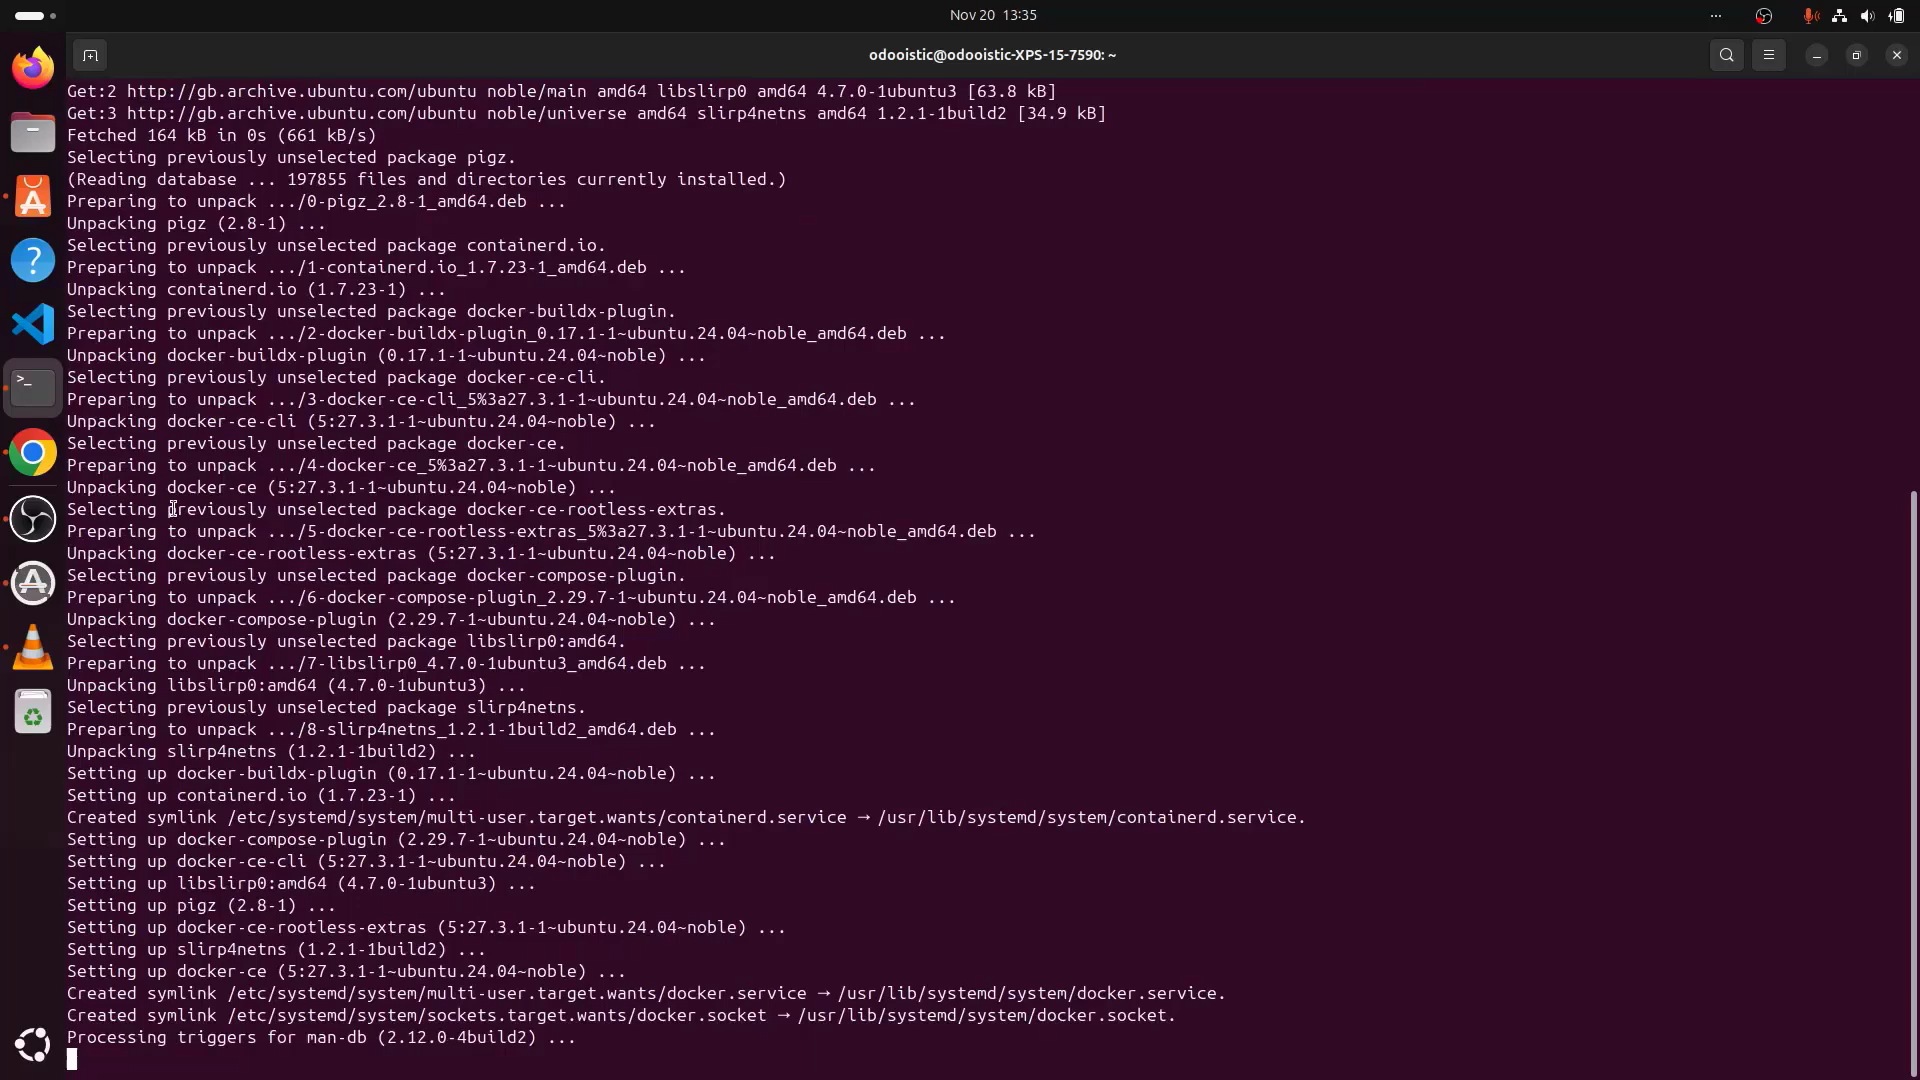 Nov 20 13:35
odooistic@odooistic-XPS-15-7590: ~
Get:2 http://gb.archive.ubuntu.com/ubuntu noble/main amd64 libslirp0 amd64 4.7.0-1ubuntu3 [63.8 kB]
Get:3 http://gb.archive.ubuntu.com/ubuntu noble/universe amd64 slirp4netns amd64 1.2.1-1build2 [34.9 kB]
Fetched 164 kB in 0s (661 kB/s)
Selecting previously unselected package pigz.
(Reading database ... 197855 files and directories currently installed.)
Preparing to unpack .../0-pigz_2.8-1_amd64.deb ...
Unpacking pigz (2.8-1) ...
Selecting previously unselected package containerd.io.
Preparing to unpack .../1-containerd.io_1.7.23-1_amd64.deb ...
Unpacking containerd.io (1.7.23-1) ...
Selecting previously unselected package docker-buildx-plugin.
Preparing to unpack .../2-docker-buildx-plugin_0.17.1-1~ubuntu.24.04~noble_amd64.deb ...
Unpacking docker-buildx-plugin (0.17.1-1~ubuntu.24.04~noble) ...
Selecting previously unselected package docker-ce-cli.
Preparing to unpack .../3-docker-ce-cli_5%3a27.3.1-1~ubuntu.24.04~noble_amd64.deb ...
Unpacking docker-ce-cli (5:27.3.1-1~ubuntu.24.04~noble) ...
Selecting previously unselected package docker-ce.
Preparing to unpack .../4-docker-ce_5%3a27.3.1-1~ubuntu.24.04~noble_amd64.deb ...
Unpacking docker-ce (5:27.3.1-1~ubuntu.24.04~noble) ...
Selecting previously unselected package docker-ce-rootless-extras.
Preparing to unpack .../5-docker-ce-rootless-extras_5%3a27.3.1-1~ubuntu.24.04~noble_amd64.deb ...
Unpacking docker-ce-rootless-extras (5:27.3.1-1~ubuntu.24.04~noble) ...
Selecting previously unselected package docker-compose-plugin.
Preparing to unpack .../6-docker-compose-plugin_2.29.7-1~ubuntu.24.04~noble_amd64.deb ...
Unpacking docker-compose-plugin (2.29.7-1~ubuntu.24.04~noble) ...
Selecting previously unselected package libslirp0:amd64.
Preparing to unpack .../7-libslirp0_4.7.0-1ubuntu3_amd64.deb ...
Unpacking libslirp0:amd64 (4.7.0-1ubuntu3) ...
Selecting previously unselected package slirp4netns.
Preparing to unpack .../8-slirp4netns_1.2.1-1build2_amd64.deb ...
Unpacking slirp4netns (1.2.1-1build2) ...
Setting up docker-buildx-plugin (0.17.1-1~ubuntu.24.04~noble) ...
Setting up containerd.io (1.7.23-1) ...
Created symlink /etc/systemd/system/multi-user.target.wants/containerd.service → /usr/lib/systemd/system/containerd.service.
Setting up docker-compose-plugin (2.29.7-1~ubuntu.24.04~noble) ...
Setting up docker-ce-cli (5:27.3.1-1~ubuntu.24.04~noble) ...
Setting up libslirp0:amd64 (4.7.0-1ubuntu3) ...
Setting up pigz (2.8-1) ...
Setting up docker-ce-rootless-extras (5:27.3.1-1~ubuntu.24.04~noble) ...
Setting up slirp4netns (1.2.1-1build2) ...
Setting up docker-ce (5:27.3.1-1~ubuntu.24.04~noble) ...
Created symlink /etc/systemd/system/multi-user.target.wants/docker.service → /usr/lib/systemd/system/docker.service.
Created symlink /etc/systemd/system/sockets.target.wants/docker.socket → /usr/lib/systemd/system/docker.socket.
Processing triggers for man-db (2.12.0-4build2) ...